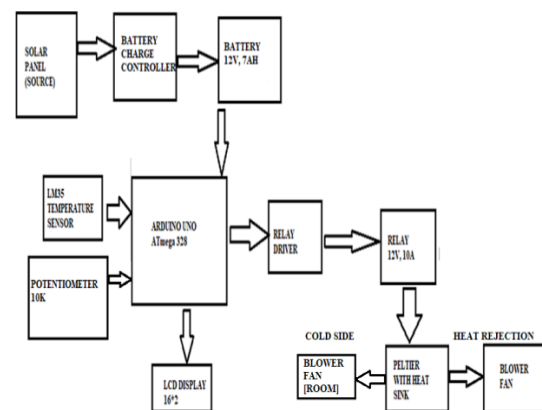 SOLAR
PANEL
(SOURCE)
BATTERY
CHARGE
CONTROLLER
BATTERY
12V, 7AH
LM35
TEMPERATURE
SENSOR
ARDUINO UNO
ATmega 328
RELAY
DRIVER
RELAY
12V, 10A
POTENTIOMETER
10K
COLD SIDE
HEAT REJECTION
BLOWER
FAN
[ROOM]
PELTIER
WITH HEAT
SINK
BLOWER
FAN
LCD DISPLAY
16*2